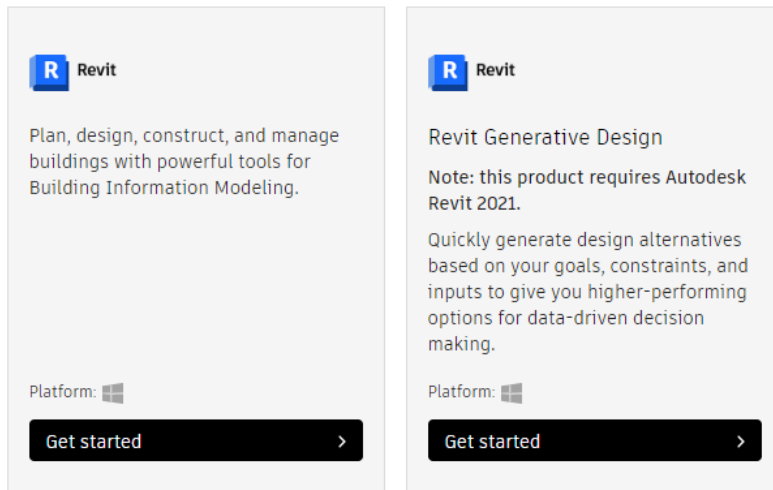 R Revit
Plan, design, construct, and manage
buildings with powerful tools for
Building Information Modeling.
Platform:
Get started
R Revit
Revit Generative Design
Note: this product requires Autodesk
Revit 2021.
Quickly generate design alternatives
based on your goals, constraints, and
inputs to give you higher-performing
options for data-driven decision
making.
Platform:
Get started